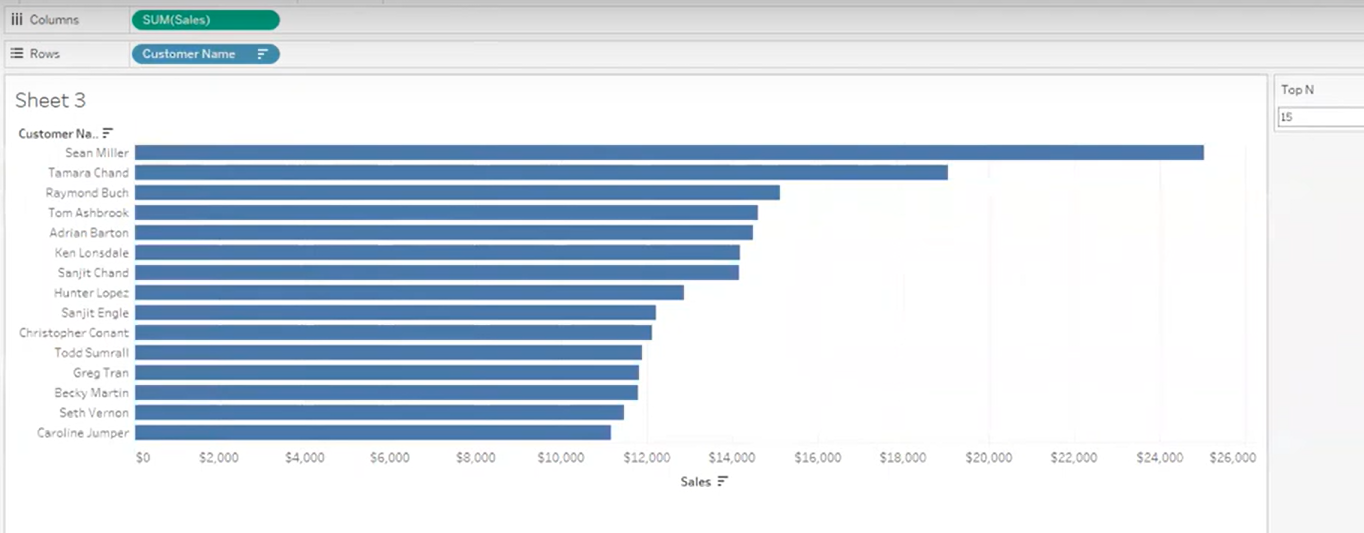 Columns SUM(Sales)
Rows Customer Name
Sheet 3
Top N
15
Customer Na..
Sean Miller
Tamara Chand
Raymond Buch
Tom Ashbrook
Adrian Barton
Ken Lonsdale
Sanjit Chand
Hunter Lopez
Sanjit Engle
Christopher Conant
Todd Sumrall
Greg Tran
Becky Martin
Seth Vernon
Caroline Jumper
$0 $2,000 $4,000 $6,000 $8,000 $10,000 $12,000 $14,000 $16,000 $18,000 $20,000 $22,000 $24,000 $26,000
Sales